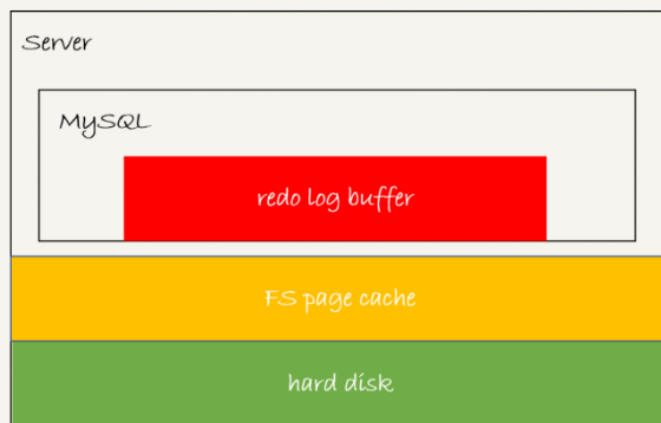 Server
MySQL
redo log buffer
FS page cache
hard disk